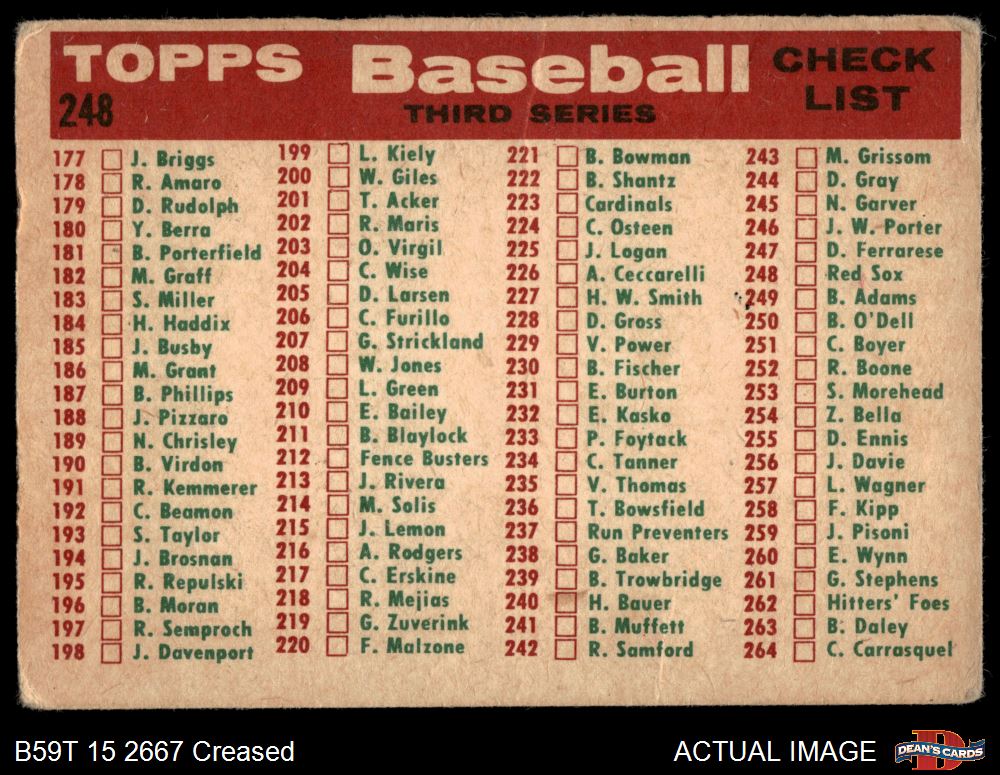 TOPPS Baseball CHECK LIST
248 THIRD SERIES
177 J. Briggs
178 R. Amaro
179 D. Rudolph
180 Y. Berra
181 B. Porterfield
182 M. Graff
183 S. Miller
184 H. Haddix
185 J. Busby
186 M. Grant
187 B. Phillips
188 J. Pizzaro
189 N. Chrisley
190 B. Virdon
191 R. Kemmerer
192 C. Beamon
193 S. Taylor
194 J. Brosnan
195 R. Repulski
196 B. Moran
197 R. Semproch
198 J. Davenport
199 L. Kiely
200 W. Giles
201 T. Acker
202 R. Maris
203 O. Virgil
204 C. Wise
205 D. Larsen
206 C. Furillo
207 G. Strickland
208 W. Jones
209 L. Green
210 E. Bailey
211 B. Blaylock
212 Fence Busters
213 J. Rivera
214 M. Solis
215 J. Lemon
216 A. Rodgers
217 C. Erskine
218 R. Mejias
219 G. Zuverink
220 F. Malzone
221 B. Bowman
222 B. Shantz
223 Cardinals
224 C. Osteen
225 J. Logan
226 A. Ceccarelli
227 H. W. Smith
228 D. Gross
229 V. Power
230 B. Fischer
231 E. Burton
232 E. Kasko
233 P. Foytack
234 C. Tanner
235 V. Thomas
236 T. Bowsfield
237 Run Preventers
238 G. Baker
239 B. Trowbridge
240 H. Bauer
241 B. Muffett
242 R. Samford
243 M. Grissom
244 D. Gray
245 N. Garver
246 J. W. Porter
247 D. Ferrarese
248 Red Sox
249 B. Adams
250 B. O'Dell
251 C. Boyer
252 R. Boone
253 S. Morehead
254 Z. Bella
255 D. Ennis
256 J. Davie
257 L. Wagner
258 F. Kipp
259 J. Pisoni
260 E. Wynn
261 G. Stephens
262 Hitters' Foes
263 B. Daley
264 C. Carrasquel
B59T 15 2667 Creased
ACTUAL IMAGE
DEAN'S CARDS